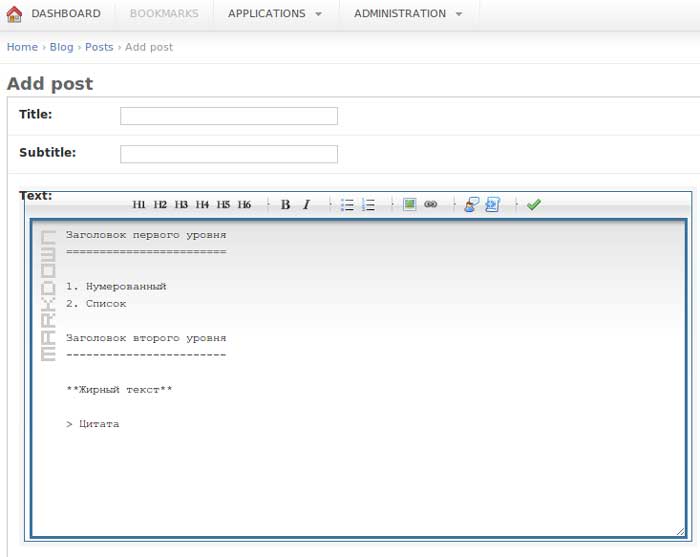 DASHBOARD BOOKMARKS APPLICATIONS ADMINISTRATION
Home › Blog › Posts › Add post
Add post
Title:
Subtitle:
Text:
H1 H2 H3 H4 H5 H6 B I
MARKDOWN
Заголовок первого уровня
========================
1. Нумерованный
2. Список
Заголовок второго уровня
------------------------
**Жирный текст**
> Цитата